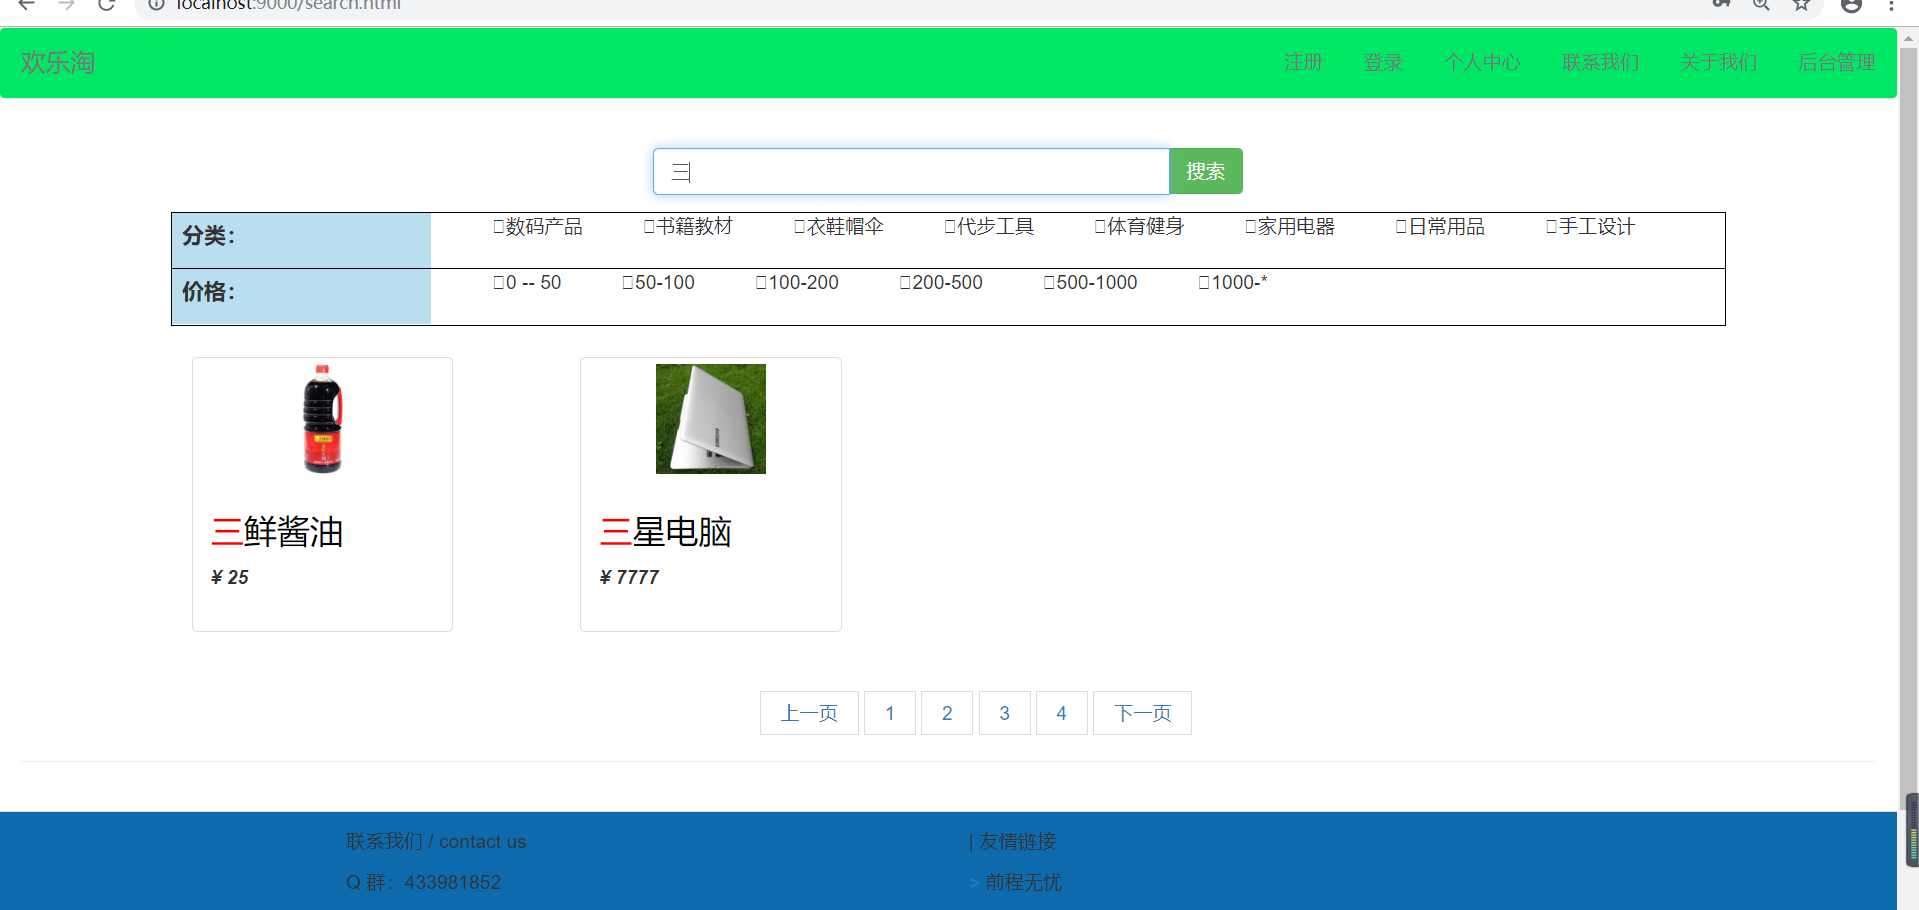 localhost:9000/search.html
欢乐淘 注册 登录 个人中心 联系我们 关于我们 后台管理
三 搜索
分类: 数码产品 书籍教材 衣鞋帽伞 代步工具 体育健身 家用电器 日常用品 手工设计
价格: 0 -- 50 50-100 100-200 200-500 500-1000 1000-*
SAMSUNG
三鲜酱油 三星电脑
¥ 25 ¥ 7777
上一页 1 2 3 4 下一页
联系我们 / contact us | 友情链接
Q 群：433981852 > 前程无忧